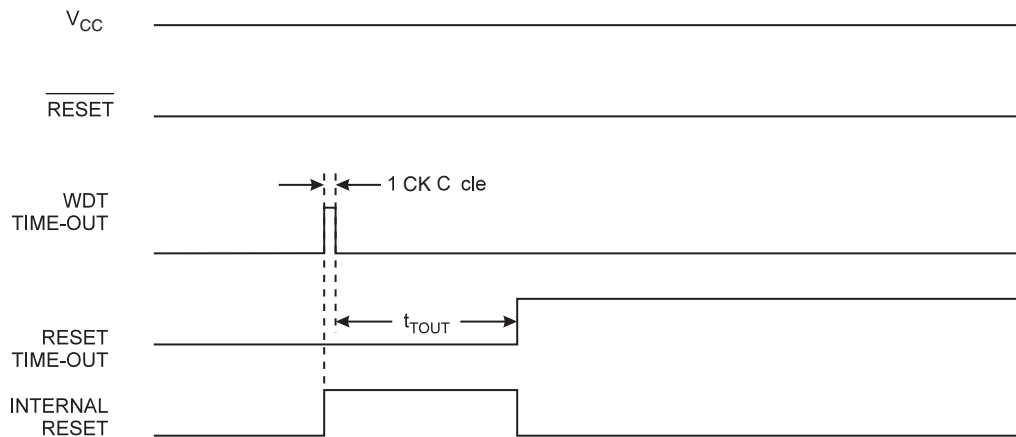 VCC
RESET
1 CK C cle
WDT
TIME-OUT
tTOUT
RESET
TIME-OUT
INTERNAL
RESET